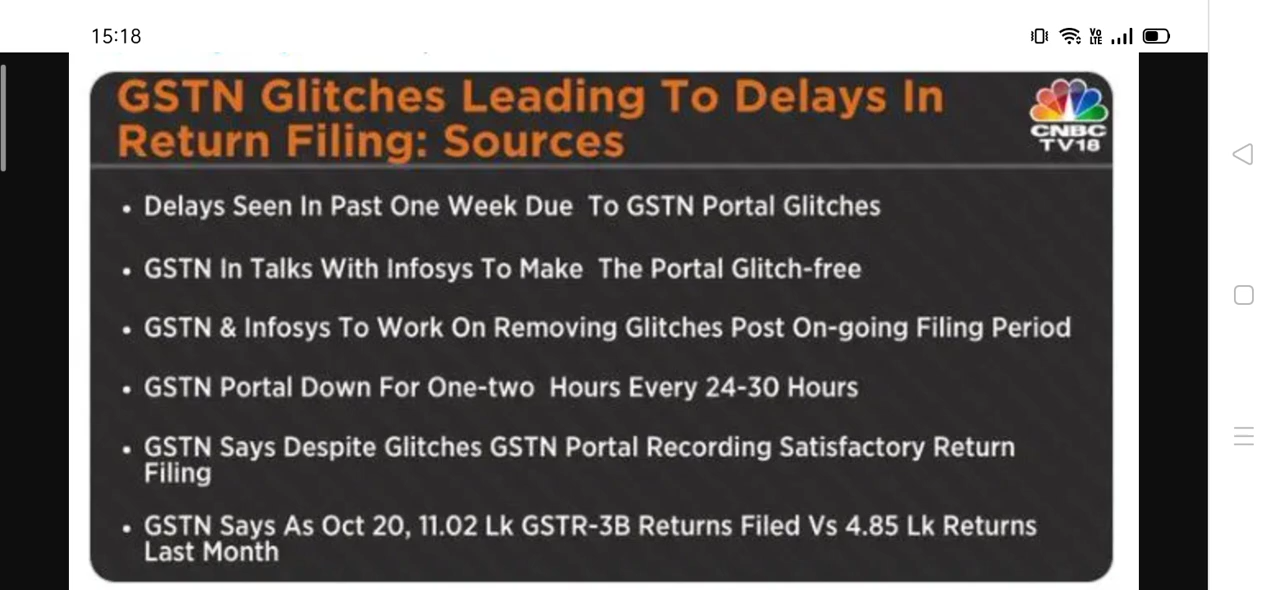 15:18
VO
LTE
GSTN Glitches Leading To Delays In
Return Filing: Sources
CNBC
TV18
• Delays Seen In Past One Week Due To GSTN Portal Glitches
• GSTN In Talks With Infosys To Make The Portal Glitch-free
• GSTN & Infosys To Work On Removing Glitches Post On-going Filing Period
• GSTN Portal Down For One-two Hours Every 24-30 Hours
• GSTN Says Despite Glitches GSTN Portal Recording Satisfactory Return
Filing
• GSTN Says As Oct 20, 11.02 Lk GSTR-3B Returns Filed Vs 4.85 Lk Returns
Last Month